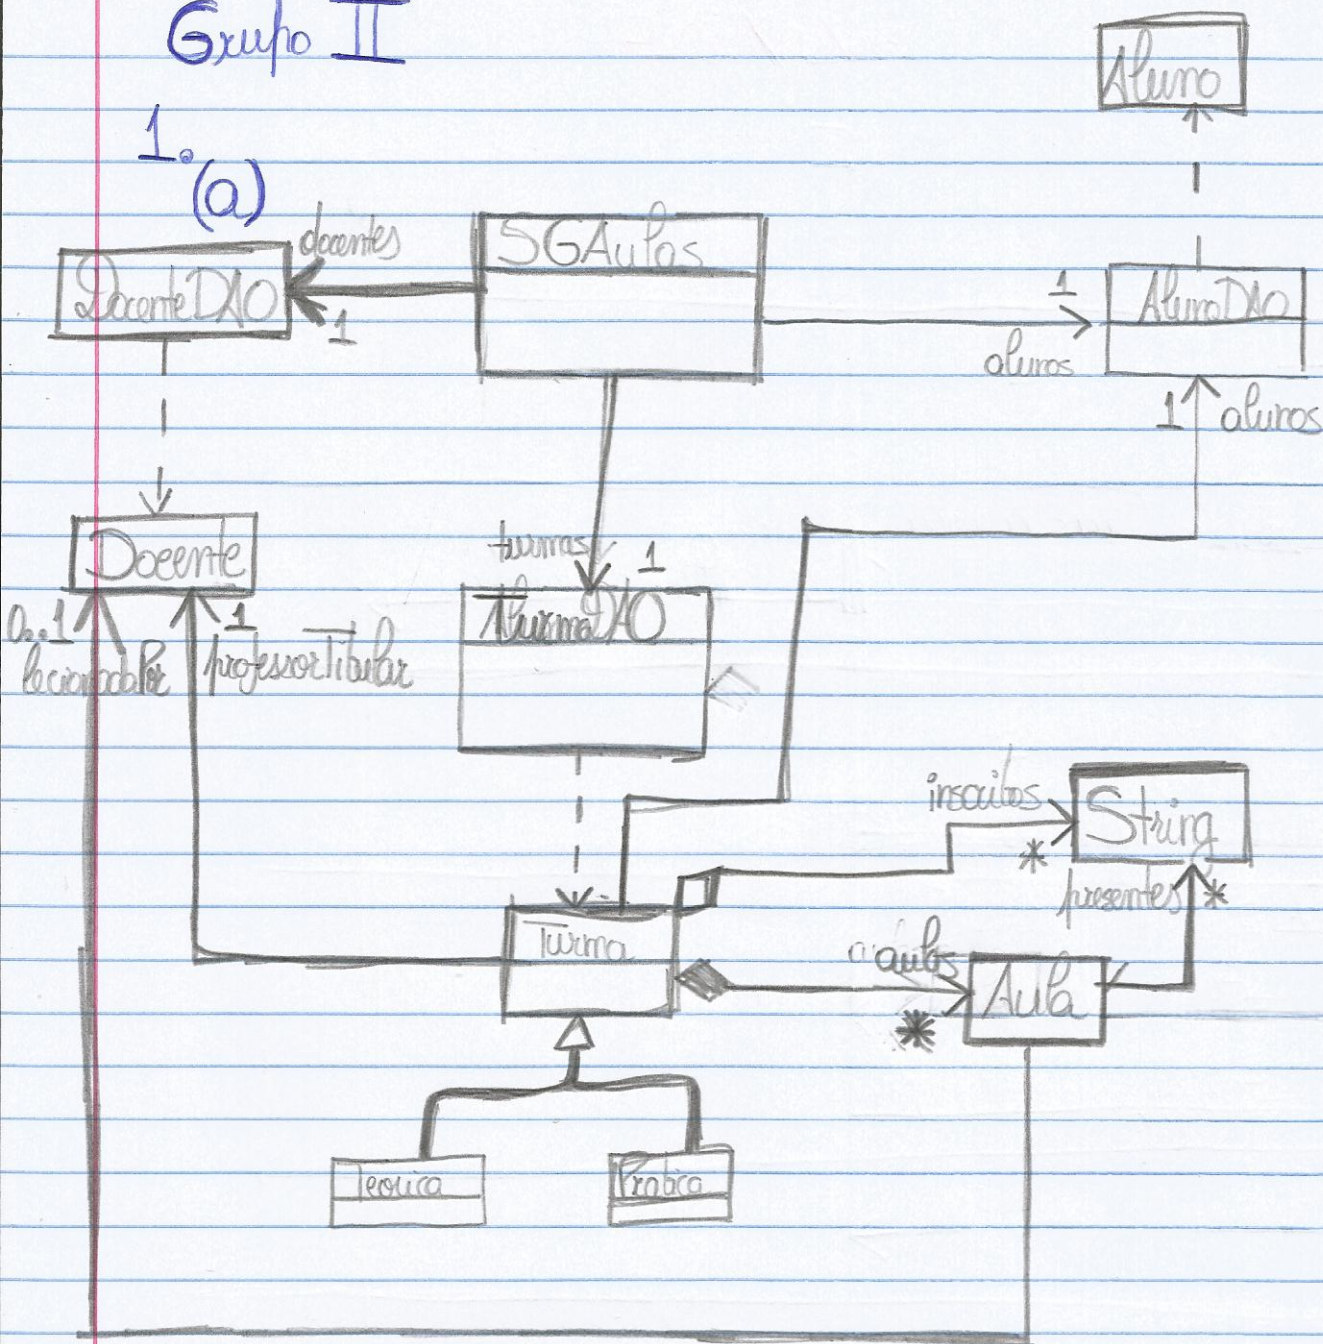 Grupo II
Aluno
1.
(a)
docentes
SGAulas
DocenteDAO
1
1
AlunoDAO
alunos
1
alunos
turmas
1
Docente
TurmaDAO
0..1
1
lecionadaPor
professorTitular
inscritos
String
*
presentes
*
Turma
aulas
Aula
*
Teorica
Pratica